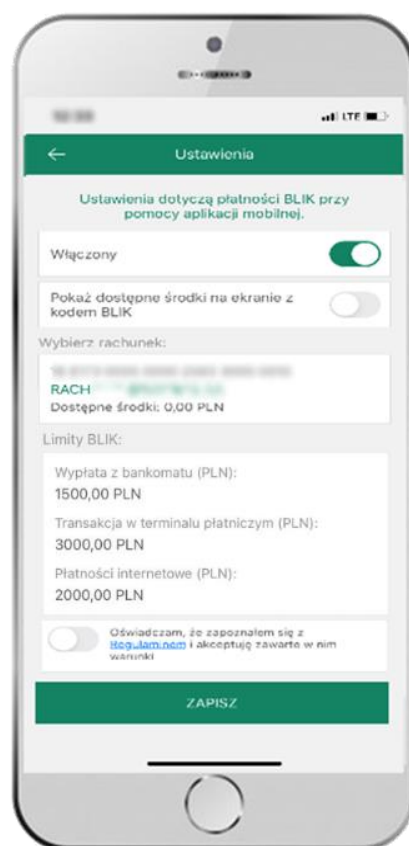 LTE
Ustawienia
Ustawienia dotyczą płatności BLIK przy
pomocy aplikacji mobilnej.
Włączony
Pokaż dostępne środki na ekranie z
kodem BLIK
Wybierz rachunek:
RACH
Dostępne środki: 0,00 PLN
Limity BLIK:
Wypłata z bankomatu (PLN):
1500,00 PLN
Transakcja w terminalu płatniczym (PLN):
3000,00 PLN
Płatności internetowe (PLN):
2000,00 PLN
Oświadczam, że zapoznałem się z
Regulaminem i akceptuję zawarte w nim
warunki
ZAPISZ